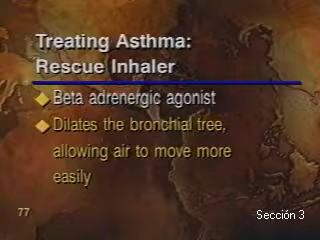 Treating Asthma:
Rescue Inhaler
Beta adrenergic agonist
Dilates the bronchial tree,
allowing air to move more
easily
77
Sección 3